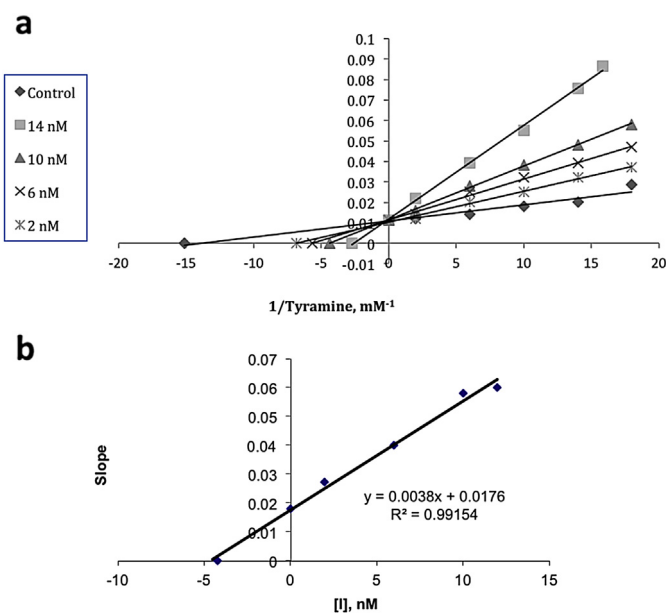 a
0.1
0.09
0.08
0.07
0.06
0.05
0.04
0.03
0.02
0.01
0
-0.01
Control
14 nM
10 nM
6 nM
2 nM
-20 -15 -10 -5 0 5 10 15 20
1/Tyramine, mM-1
b
0.07
0.06
0.05
0.04
0.03
0.02
0.01
0
Slope
y = 0.0038x + 0.0176
R² = 0.99154
-10 -5 0 5 10 15
[I], nM